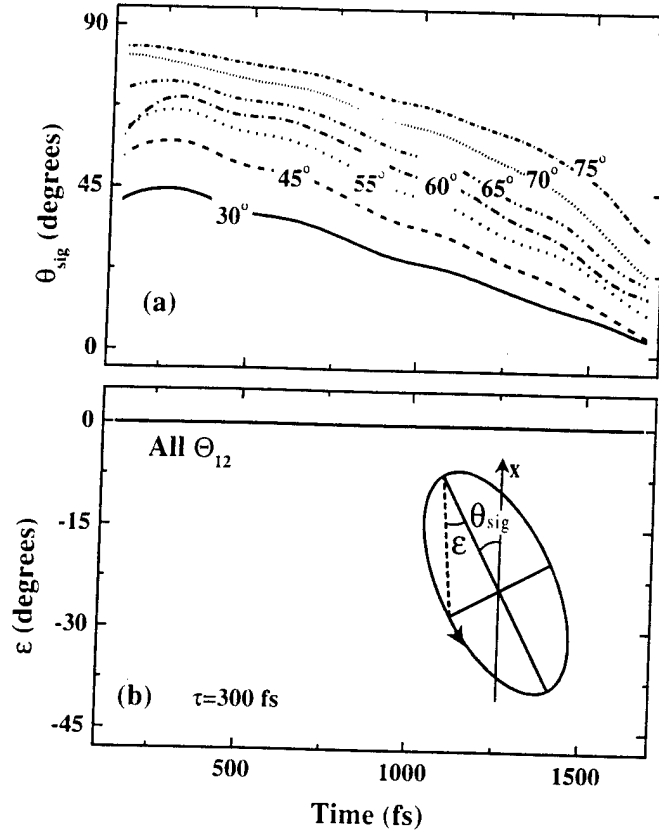 90
45
0
θsig (degrees)
30°
45°
55°
60°
65°
70°
75°
(a)
0
-15
-30
-45
ε (degrees)
All Θ12
x
θsig
ε
(b) τ=300 fs
500 1000 1500
Time (fs)